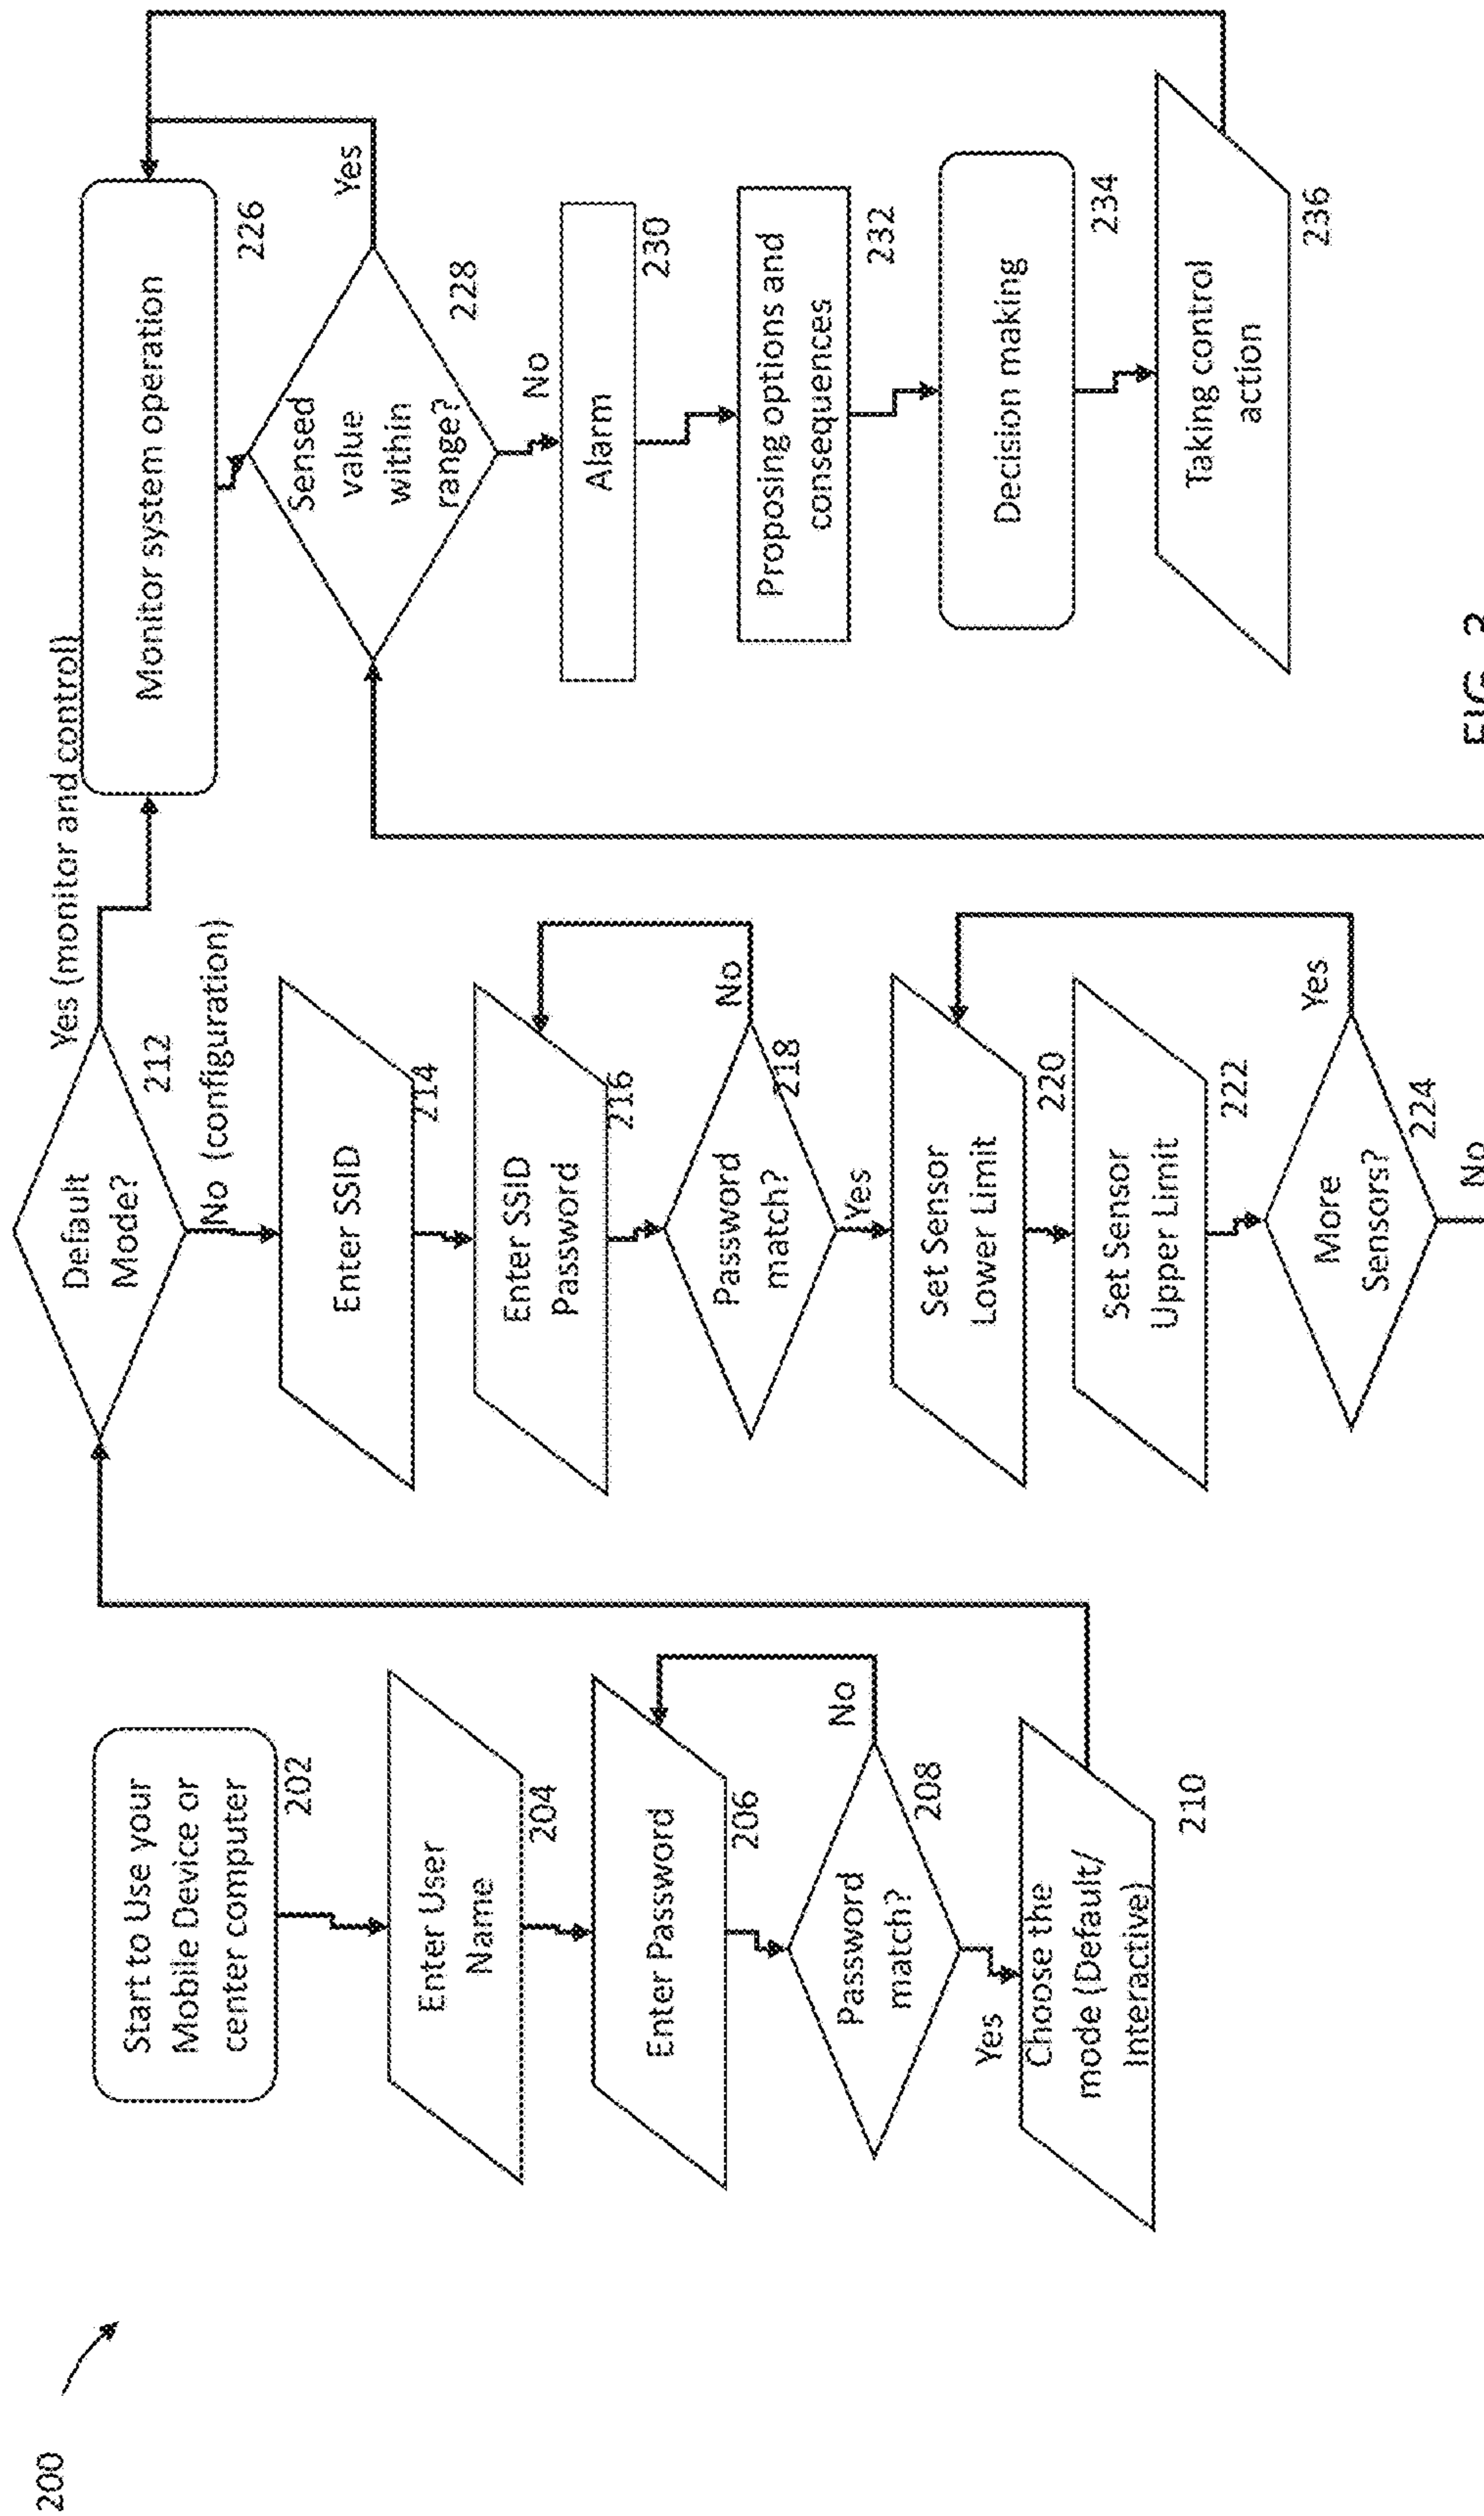 200
Start to Use your
Mobile Device or
center computer
202
Enter User
Name
204
Enter Password
206
Password
match?
208
No
Yes
Choose the
mode (Default/
Interactive)
210
Default
Mode?
212
Yes (monitor and control)
No (configuration)
Enter SSID
214
Enter SSID
Password
216
Password
match?
218
No
Yes
Set Sensor
Lower Limit
220
Set Sensor
Upper Limit
222
More
Sensors?
224
Yes
No
Monitor system operation
226
Sensed
value
within
range?
228
Yes
No
Alarm
230
Proposing options and
consequences
232
Decision making
234
Taking control
action
236
FIG.